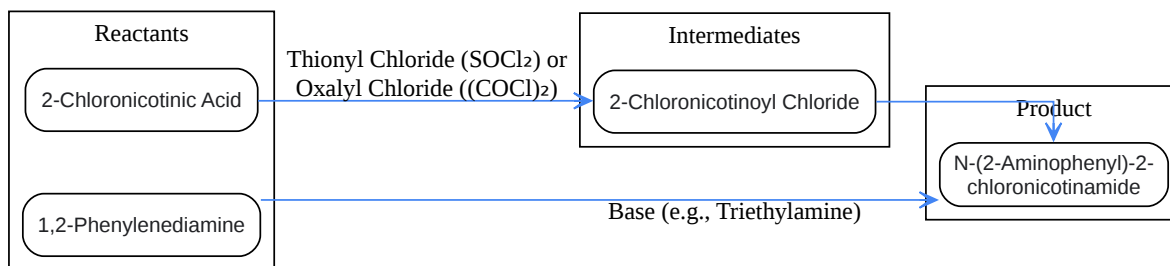 Reactants
2-Chloronicotinic Acid
1,2-Phenylenediamine
Thionyl Chloride (SOCl₂) or
Oxalyl Chloride ((COCl)₂)
Intermediates
2-Chloronicotinoyl Chloride
Base (e.g., Triethylamine)
Product
N-(2-Aminophenyl)-2-
chloronicotinamide